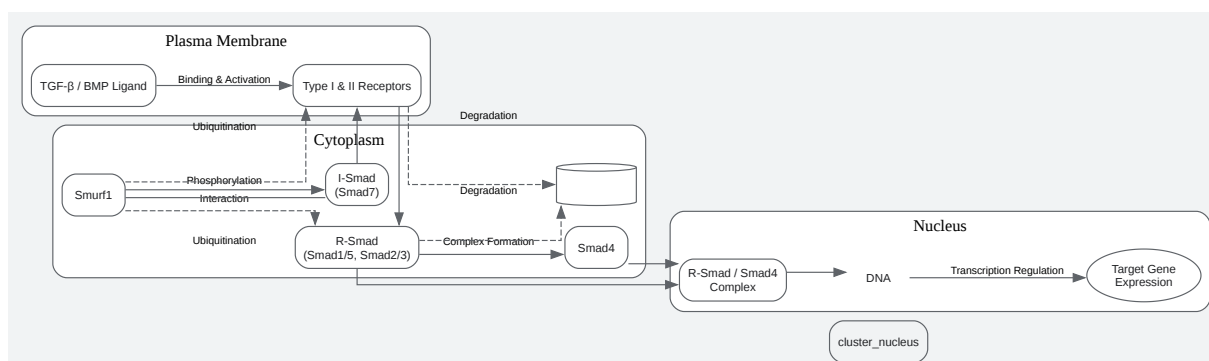 Plasma Membrane
TGF-β / BMP Ligand
Binding & Activation
Type I & II Receptors
Ubiquitination
Degradation
Cytoplasm
Smurf1
Phosphorylation
Interaction
I-Smad
(Smad7)
Degradation
Ubiquitination
R-Smad
(Smad1/5, Smad2/3)
Complex Formation
Smad4
Nucleus
R-Smad / Smad4
Complex
DNA
Transcription Regulation
Target Gene
Expression
cluster_nucleus